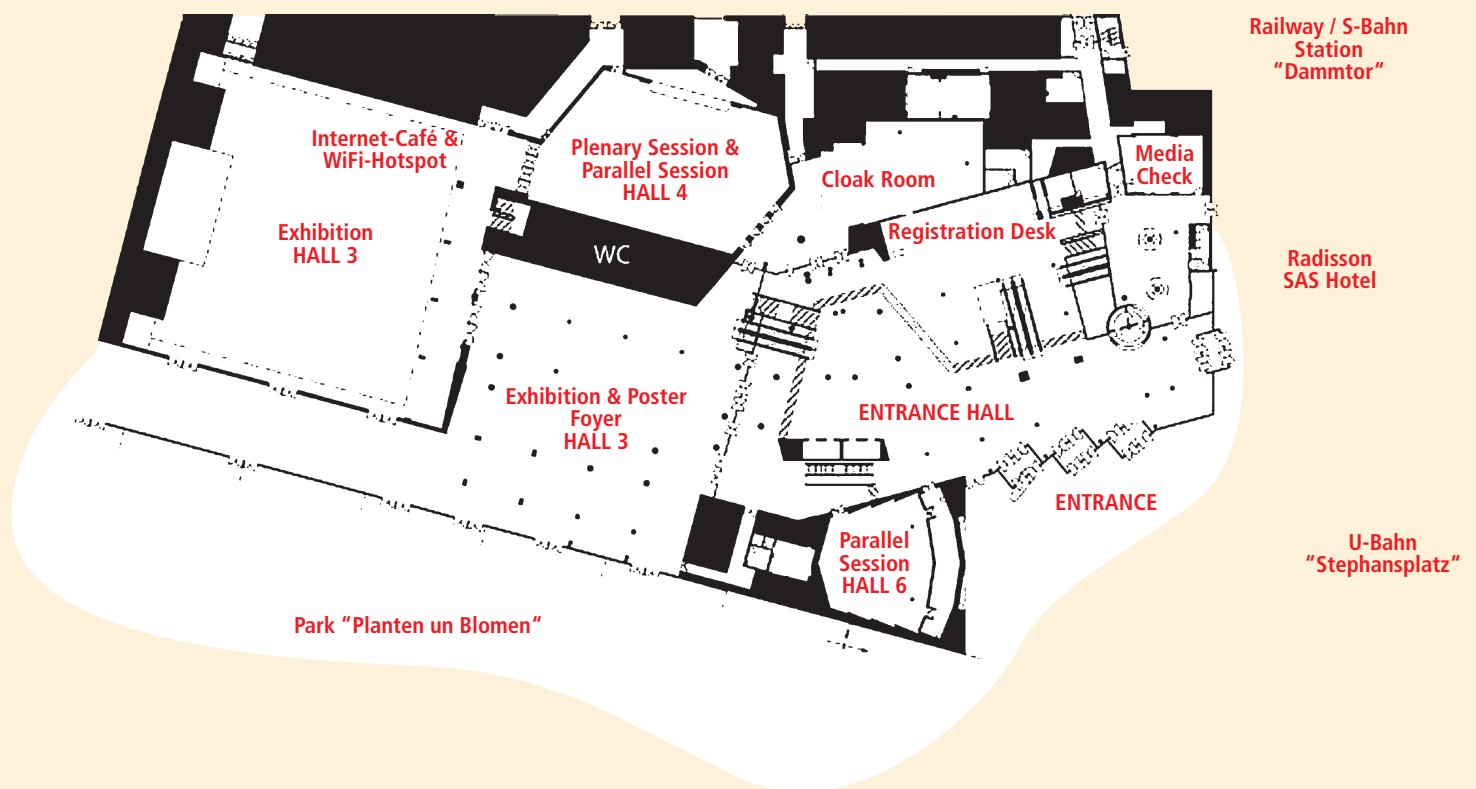 Railway / S-Bahn
Station
“Dammtor“
Internet-Café &
WiFi-Hotspot
Plenary Session &
Parallel Session
HALL 4
Media
Check
Cloak Room
Exhibition
HALL 3
Registration Desk
WC
Radisson
SAS Hotel
Exhibition & Poster
Foyer
HALL 3
ENTRANCE HALL
ENTRANCE
Parallel
Session
HALL 6
U-Bahn
“Stephansplatz“
Park “Planten un Blomen“